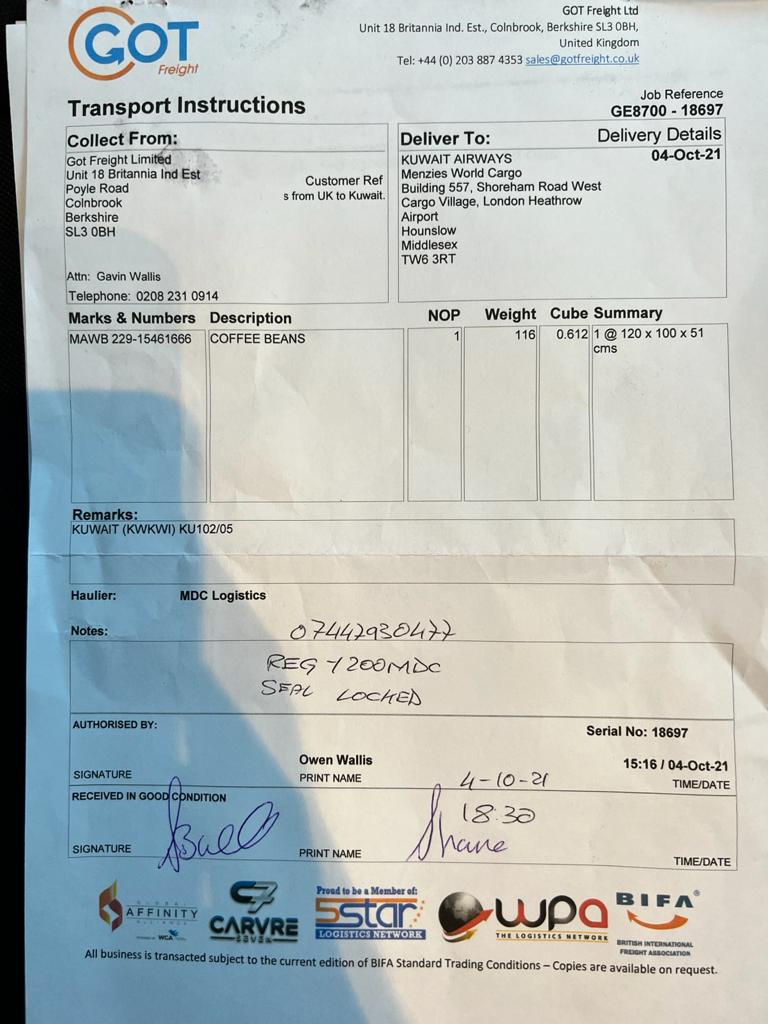 GOT
Freight
GOT Freight Ltd
Unit 18 Britannia Ind. Est., Colnbrook, Berkshire SL3 0BH,
United Kingdom
Tel: +44 (0) 203 887 4353 sales@gotfreight.co.uk
Transport Instructions
Job Reference
GE8700 - 18697
Collect From:
Got Freight Limited
Unit 18 Britannia Ind Est
Poyle Road
Colnbrook
Berkshire
SL3 0BH
Customer Ref
s from UK to Kuwait.
Attn: Gavin Wallis
Telephone: 0208 231 0914
Deliver To:
Delivery Details
04-Oct-21
KUWAIT AIRWAYS
Menzies World Cargo
Building 557, Shoreham Road West
Cargo Village, London Heathrow
Airport
Hounslow
Middlesex
TW6 3RT
Marks & Numbers Description NOP Weight Cube Summary
MAWB 229-15461666 COFFEE BEANS 1 116 0.612 1 @ 120 x 100 x 51
cms
Remarks:
KUWAIT (KWKWI) KU102/05
Haulier: MDC Logistics
Notes: 07442930477
REG Y200MDC
SEAL LOCKED
AUTHORISED BY:
Serial No: 18697
Owen Wallis
15:16 / 04-Oct-21
SIGNATURE PRINT NAME TIME/DATE
4-10-21
RECEIVED IN GOOD CONDITION
18:30
Shane
SIGNATURE PRINT NAME TIME/DATE
GLOBAL
AFFINITY
ALLIANCE
WCA
C7
CARVRE
SEVEN
Proud to be a Member of:
5star
LOGISTICS NETWORK
wpa
THE LOGISTICS NETWORK
BIFA
BRITISH INTERNATIONAL
FREIGHT ASSOCIATION
All business is transacted subject to the current edition of BIFA Standard Trading Conditions – Copies are available on request.